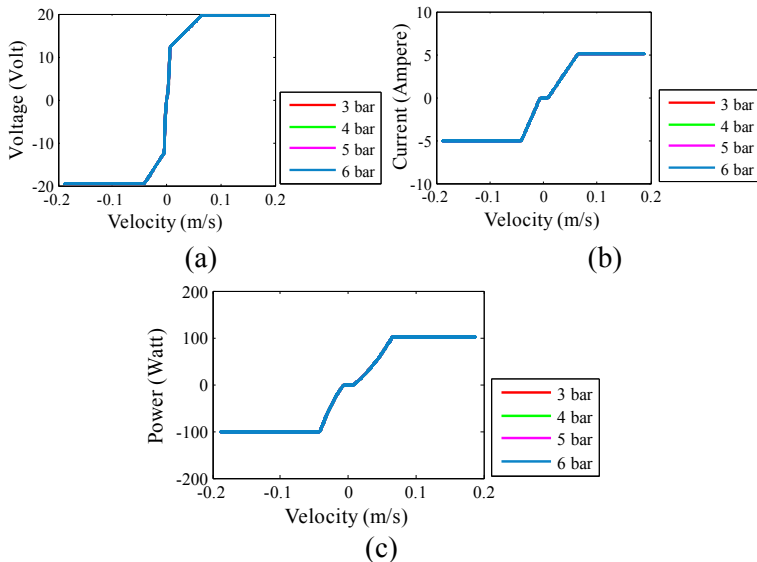 20
10
0
-10
-20
Voltage (Volt)
-0.2 -0.1 0 0.1 0.2
Velocity (m/s)
3 bar
4 bar
5 bar
6 bar
(a)
10
5
0
-5
-10
Current (Ampere)
-0.2 -0.1 0 0.1 0.2
Velocity (m/s)
3 bar
4 bar
5 bar
6 bar
(b)
200
100
0
-100
-200
Power (Watt)
-0.2 -0.1 0 0.1 0.2
Velocity (m/s)
3 bar
4 bar
5 bar
6 bar
(c)